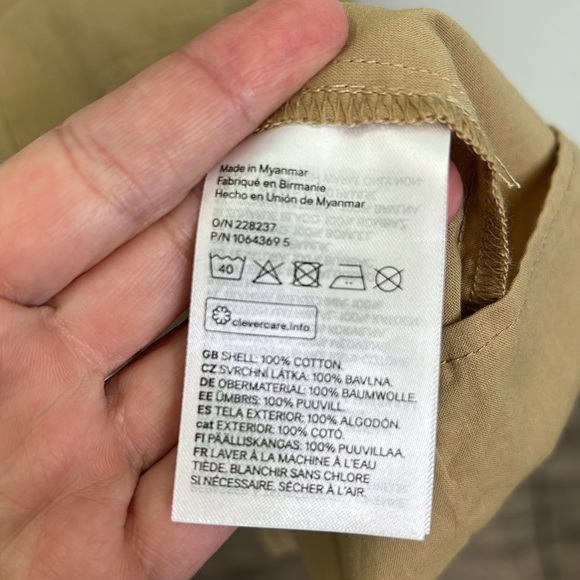 Made in Myanmar
Fabriqué en Birmanie
Hecho en Unión de Myanmar
O/N 228237
P/N 1064369 5
40
clevercare.info
GB SHELL: 100% COTTON.
CZ SVRCHNÍ LÁTKA: 100% BAVLNA.
DE OBERMATERIAL: 100% BAUMWOLLE.
EE ÜMBRIS: 100% PUUVILL.
ES TELA EXTERIOR: 100% ALGODÓN.
cat EXTERIOR: 100% COTÓ.
FI PÄÄLLISKANGAS: 100% PUUVILLAA.
FR LAVER À LA MACHINE À L'EAU
TIÈDE. BLANCHIR SANS CHLORE
SI NÉCESSAIRE. SÉCHER À L'AIR.